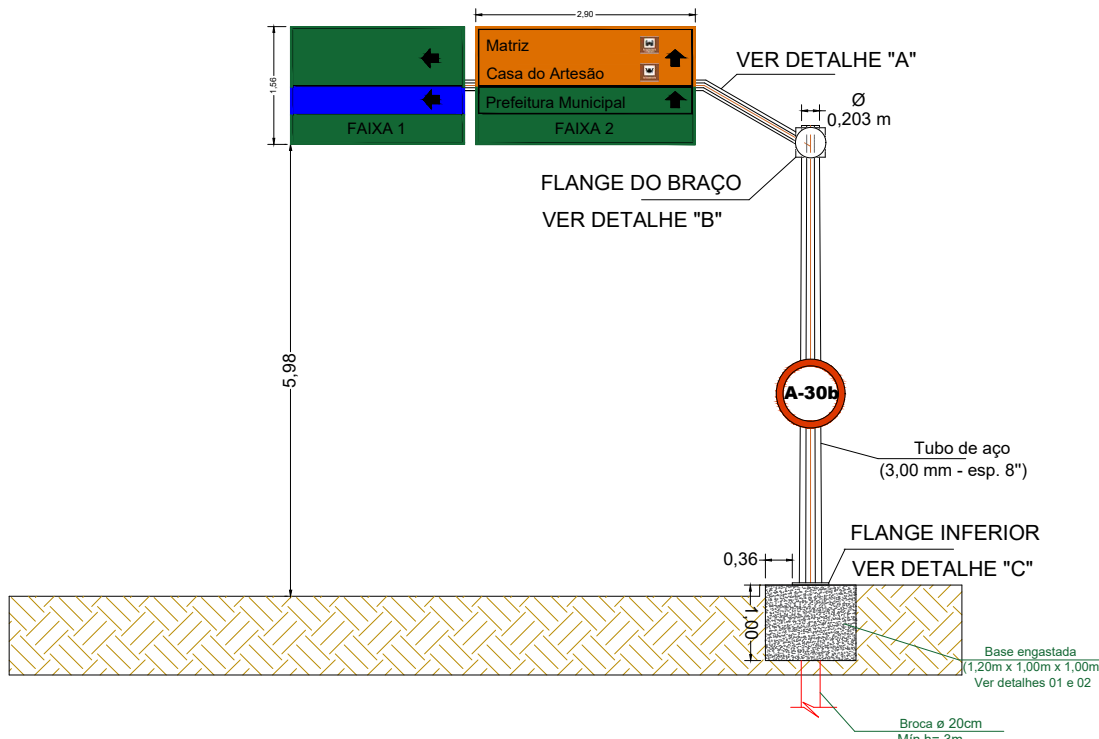 2,90
1,56
Matriz
Casa do Artesão
Prefeitura Municipal
FAIXA 1
FAIXA 2
VER DETALHE "A"
Ø
0,203 m
FLANGE DO BRAÇO
VER DETALHE "B"
5,98
A-30b
Tubo de aço
(3,00 mm - esp. 8")
FLANGE INFERIOR
VER DETALHE "C"
0,36
1,00
Base engastada
(1,20m x 1,00m x 1,00m
Ver detalhes 01 e 02
Broca ø 20cm
Mín h= 3m